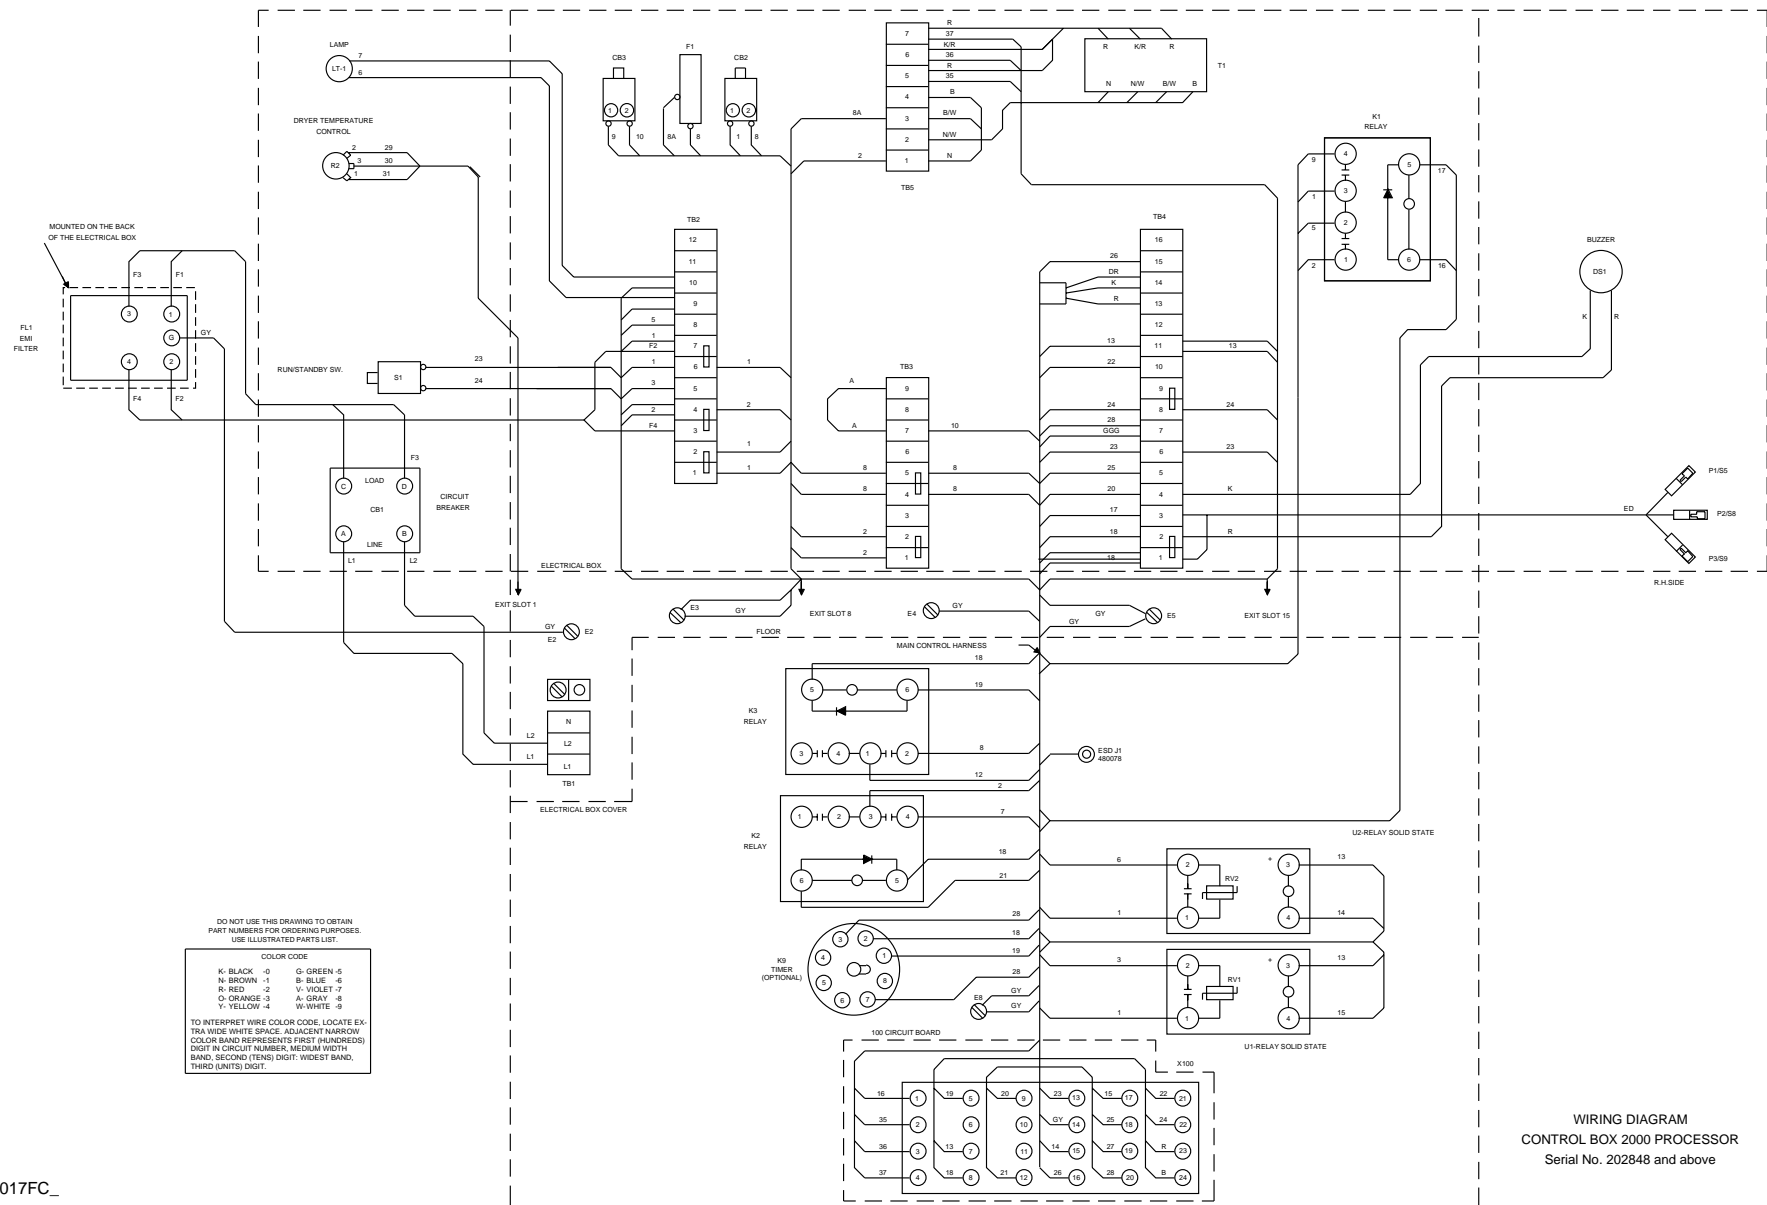 LAMP
LT-1
7
6
DRYER TEMPERATURE
CONTROL
R2
2 29
3 30
1 31
CB3
1 2
9 10
F1
8A 8
CB2
1 2
1 8
7
6
5
4
3
2
1
TB5
8A
2
R
37
K/R
36
R
35
B
B/W
N/W
N
R K/R R
N N/W B/W B
T1
K1
RELAY
4
3
2
1
5
6
9
1
5
2
17
16
BUZZER
DS1
K R
MOUNTED ON THE BACK
OF THE ELECTRICAL BOX
F3 F1
3 1
G
4 2
GY
F4 F2
FL1
EMI
FILTER
RUN/STANDBY SW.
S1
23
24
TB2
12
11
10
9
8
7
6
5
4
3
2
1
5
1
F2
1
3
2
F4
1
2
1
1
TB3
9
8
7
6
5
4
3
2
1
A
A
8
8
2
2
10
8
8
TB4
16
15
14
13
12
11
10
9
8
7
6
5
4
3
2
1
26
DR
K
R
13
22
24
28
GGG
23
25
20
17
18
18
13
24
23
K
R
ED
P1/S5
P2/S8
P3/S9
R.H.SIDE
F3
C LOAD D
CB1
A LINE B
L1 L2
CIRCUIT
BREAKER
ELECTRICAL BOX
EXIT SLOT 1
GY E2
E2
E3
GY
EXIT SLOT 8
E4 GY
GY
GY
E5
EXIT SLOT 15
FLOOR
MAIN CONTROL HARNESS
N
L2
L1
L2
L1
TB1
ELECTRICAL BOX COVER
K3
RELAY
5 6
3 4 1 2
18
19
8
12
ESD J1
480078
K2
RELAY
1 2 3 4
6 5
2
7
18
21
K9
TIMER
(OPTIONAL)
3 2
4 1
5 8
6 7
28
18
19
28
E8 GY
GY
U2-RELAY SOLID STATE
2 RV2 + 3
1 4
6
1
13
14
2 RV1 + 3
1 4
3
1
13
15
U1-RELAY SOLID STATE
100 CIRCUIT BOARD
X100
16 1 19 5 20 9 23 13 15 17 22 21
35 2 6 10 GY 14 25 18 24 22
36 3 13 7 11 14 15 27 19 R 23
37 4 18 8 21 12 26 16 28 20 B 24
DO NOT USE THIS DRAWING TO OBTAIN
PART NUMBERS FOR ORDERING PURPOSES.
USE ILLUSTRATED PARTS LIST.
COLOR CODE
K- BLACK -0 G- GREEN -5
N- BROWN -1 B- BLUE -6
R- RED -2 V- VIOLET -7
O- ORANGE -3 A- GRAY -8
Y- YELLOW -4 W-WHITE -9
TO INTERPRET WIRE COLOR CODE, LOCATE EX-
TRA WIDE WHITE SPACE. ADJACENT NARROW
COLOR BAND REPRESENTS FIRST (HUNDREDS)
DIGIT IN CIRCUIT NUMBER, MEDIUM WIDTH
BAND, SECOND (TENS) DIGIT: WIDEST BAND,
THIRD (UNITS) DIGIT.
WIRING DIAGRAM
CONTROL BOX 2000 PROCESSOR
Serial No. 202848 and above
017FC_